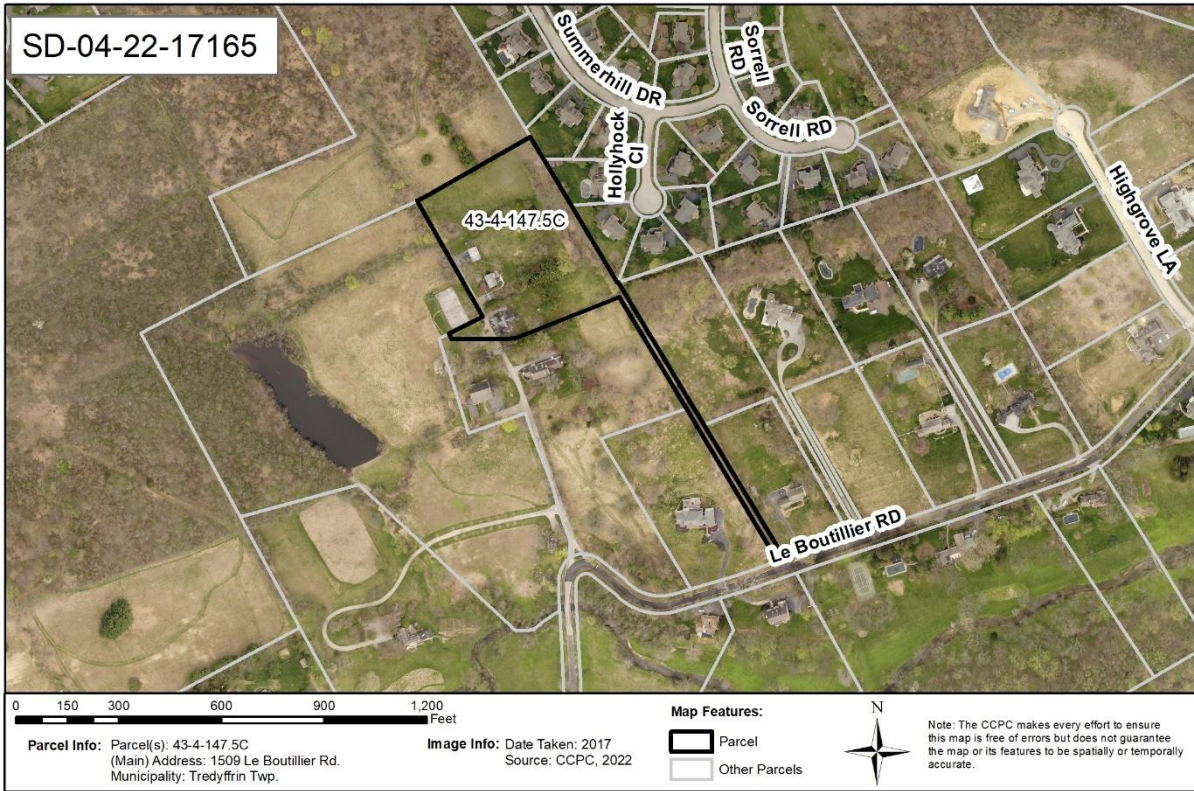 SD-04-22-17165
Summerhill DR
Sorrell
RD
Sorrell RD
Hollyhock
CI
Highgrove LA
43-4-147.5C
Le Boutillier RD
0 150 300 600 900 1,200
Feet
Parcel Info: Parcel(s): 43-4-147.5C
(Main) Address: 1509 Le Boutillier Rd.
Municipality: Tredyffrin Twp.
Image Info: Date Taken: 2017
Source: CCPC, 2022
Map Features:
Parcel
Other Parcels
N
Note: The CCPC makes every effort to ensure
this map is free of errors but does not guarantee
the map or its features to be spatially or temporally
accurate.